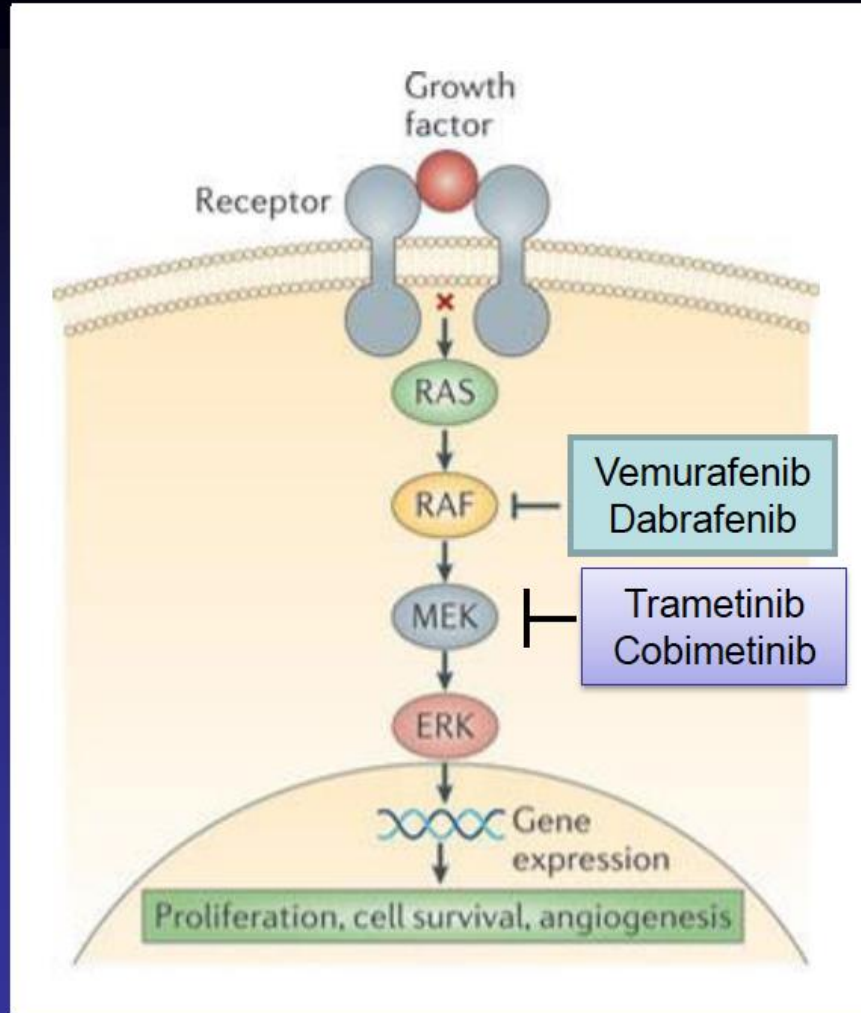 Growth
factor
Receptor
RAS
RAF
Vemurafenib
Dabrafenib
MEK
Trametinib
Cobimetinib
ERK
Gene
expression
Proliferation, cell survival, angiogenesis